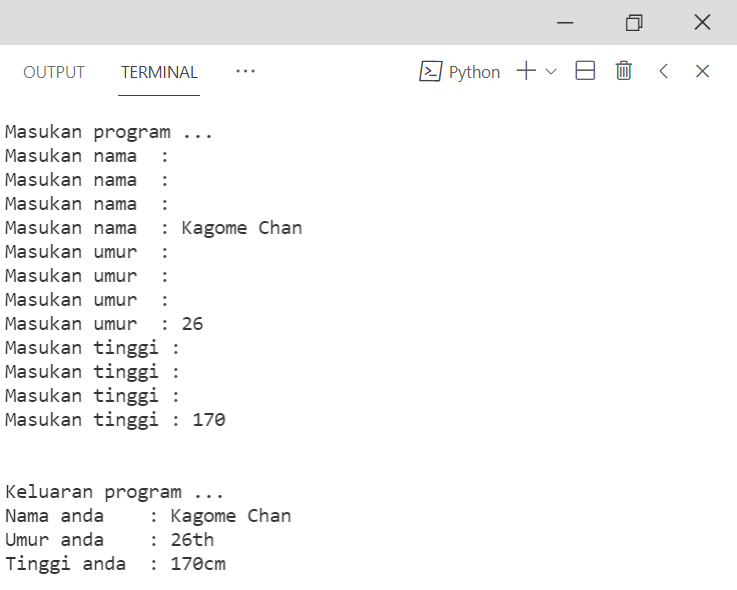 OUTPUT TERMINAL ... Python
Masukan program ...
Masukan nama  :
Masukan nama  :
Masukan nama  :
Masukan nama  : Kagome Chan
Masukan umur  :
Masukan umur  :
Masukan umur  :
Masukan umur  : 26
Masukan tinggi :
Masukan tinggi :
Masukan tinggi :
Masukan tinggi : 170
Keluaran program ...
Nama anda    : Kagome Chan
Umur anda    : 26th
Tinggi anda  : 170cm